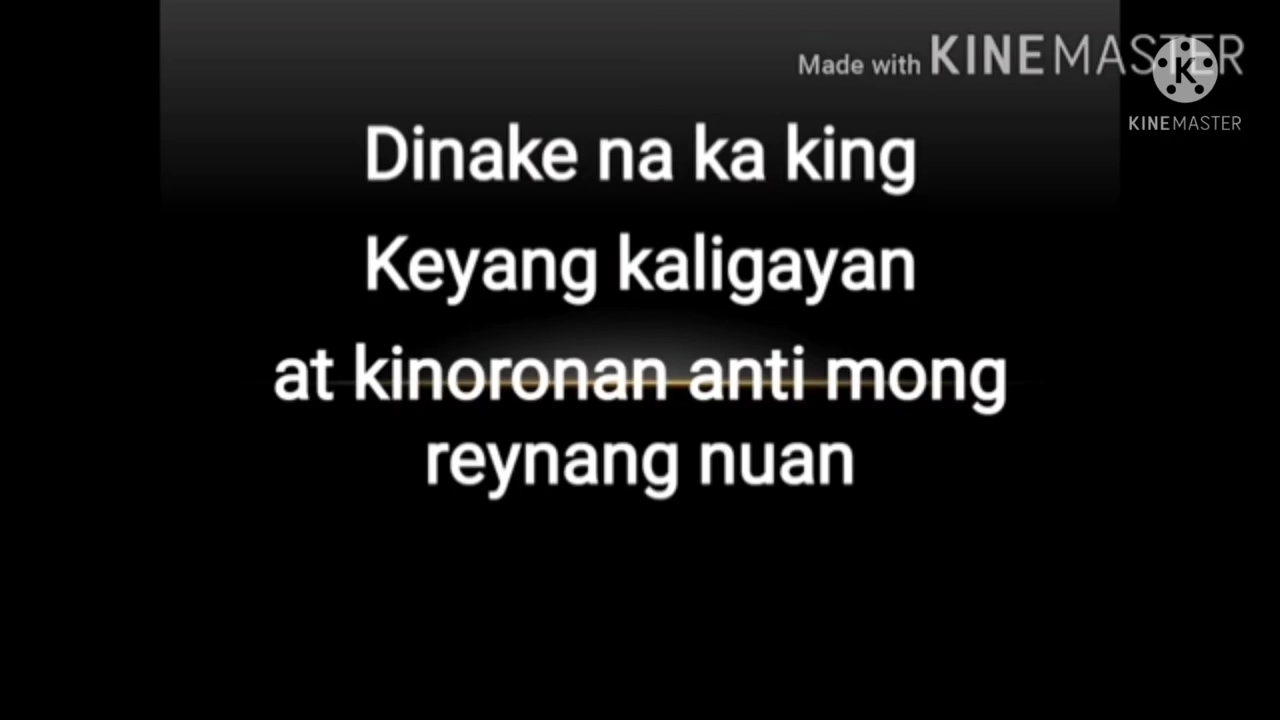 Made with KINEMASTER
KINEMASTER
Dinake na ka king
Keyang kaligayan
at kinoronan anti mong
reynang nuan